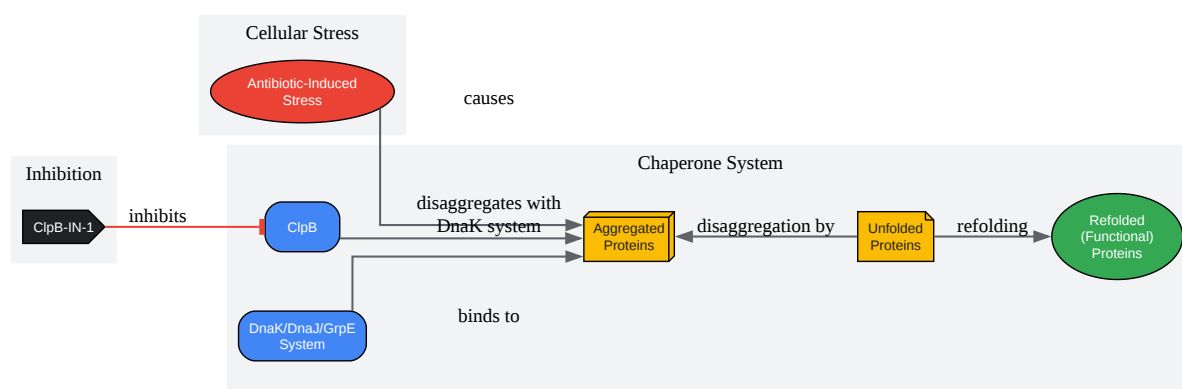 Cellular Stress
Antibiotic-Induced
Stress
causes
Chaperone System
Inhibition
ClpB-IN-1
inhibits
ClpB
disaggregates with
DnaK system
Aggregated
Proteins
disaggregation by
Unfolded
Proteins
refolding
Refolded
(Functional)
Proteins
binds to
DnaK/DnaJ/GrpE
System